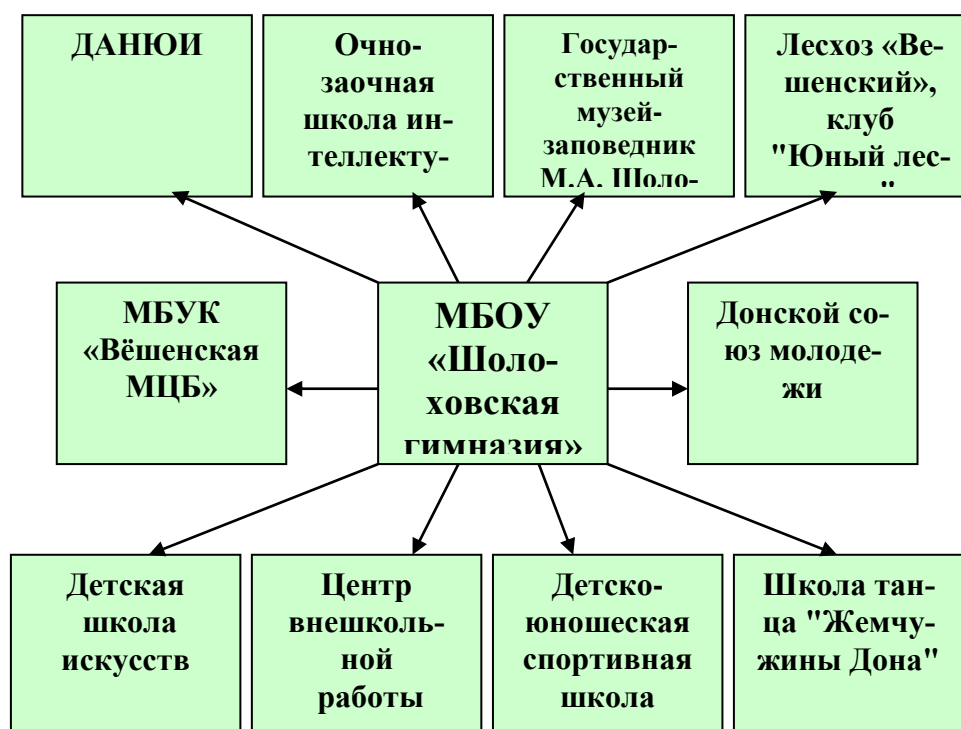 ДАНЮИ
Очно-
заочная
школа ин-
теллекту-
Государ-
ственный
музей-
заповедник
М.А. Шоло-
Лесхоз «Ве-
шенский»,
клуб
"Юный лес-
"
МБУК
«Вёшенская
МЦБ»
МБОУ
«Шоло-
ховская
гимназия»
Донской со-
юз молоде-
жи
Детская
школа
искусств
Центр
внешколь-
ной
работы
Детско-
юношеская
спортивная
школа
Школа тан-
ца "Жемчу-
жины Дона"